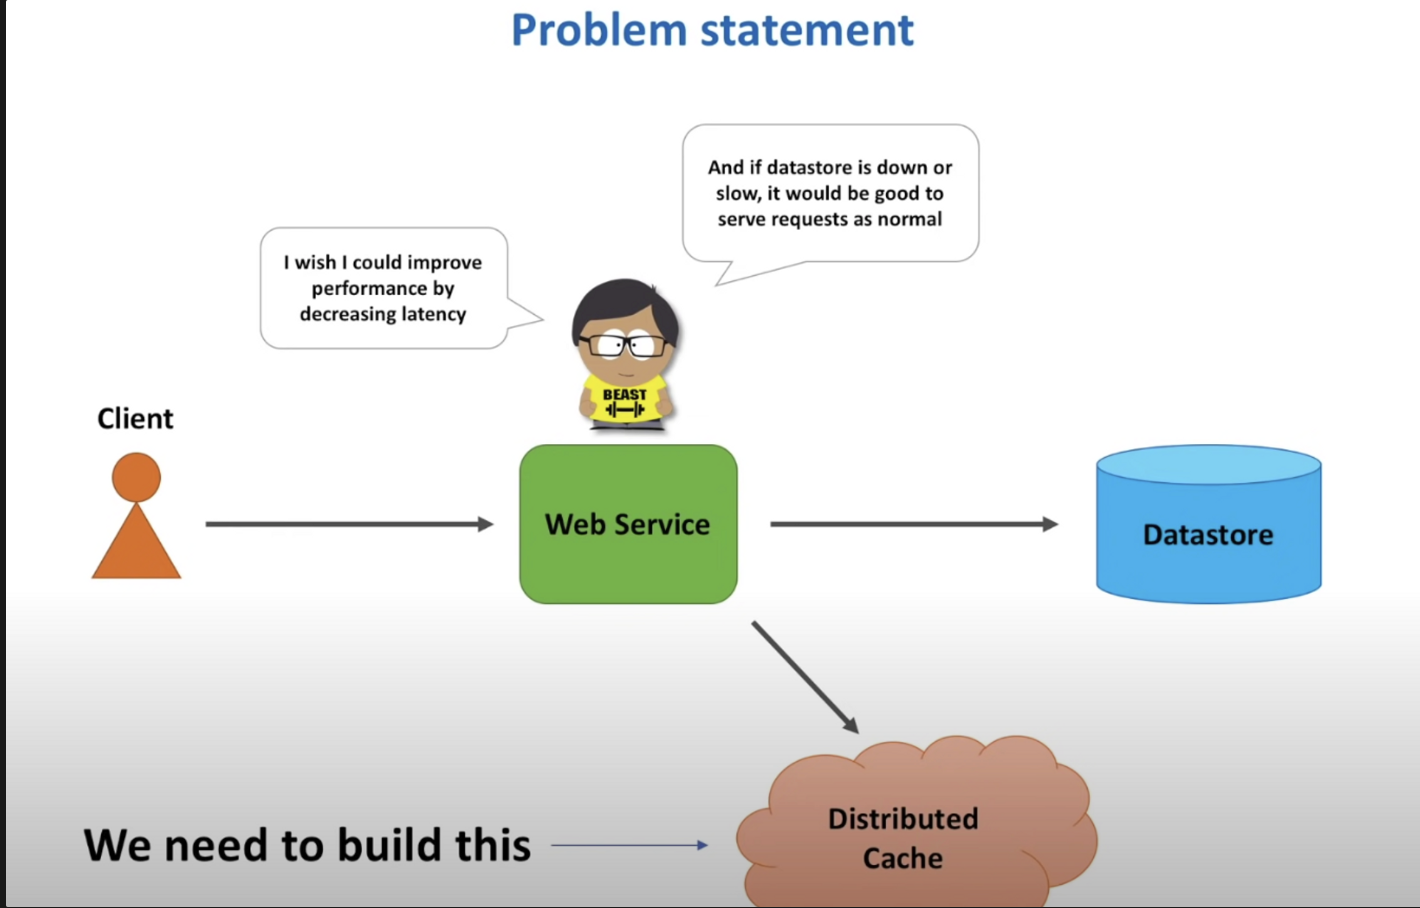 Problem statement
And if datastore is down or
slow, it would be good to
serve requests as normal
I wish I could improve
performance by
decreasing latency
BEAST
Client
Web Service
Datastore
Distributed
Cache
We need to build this